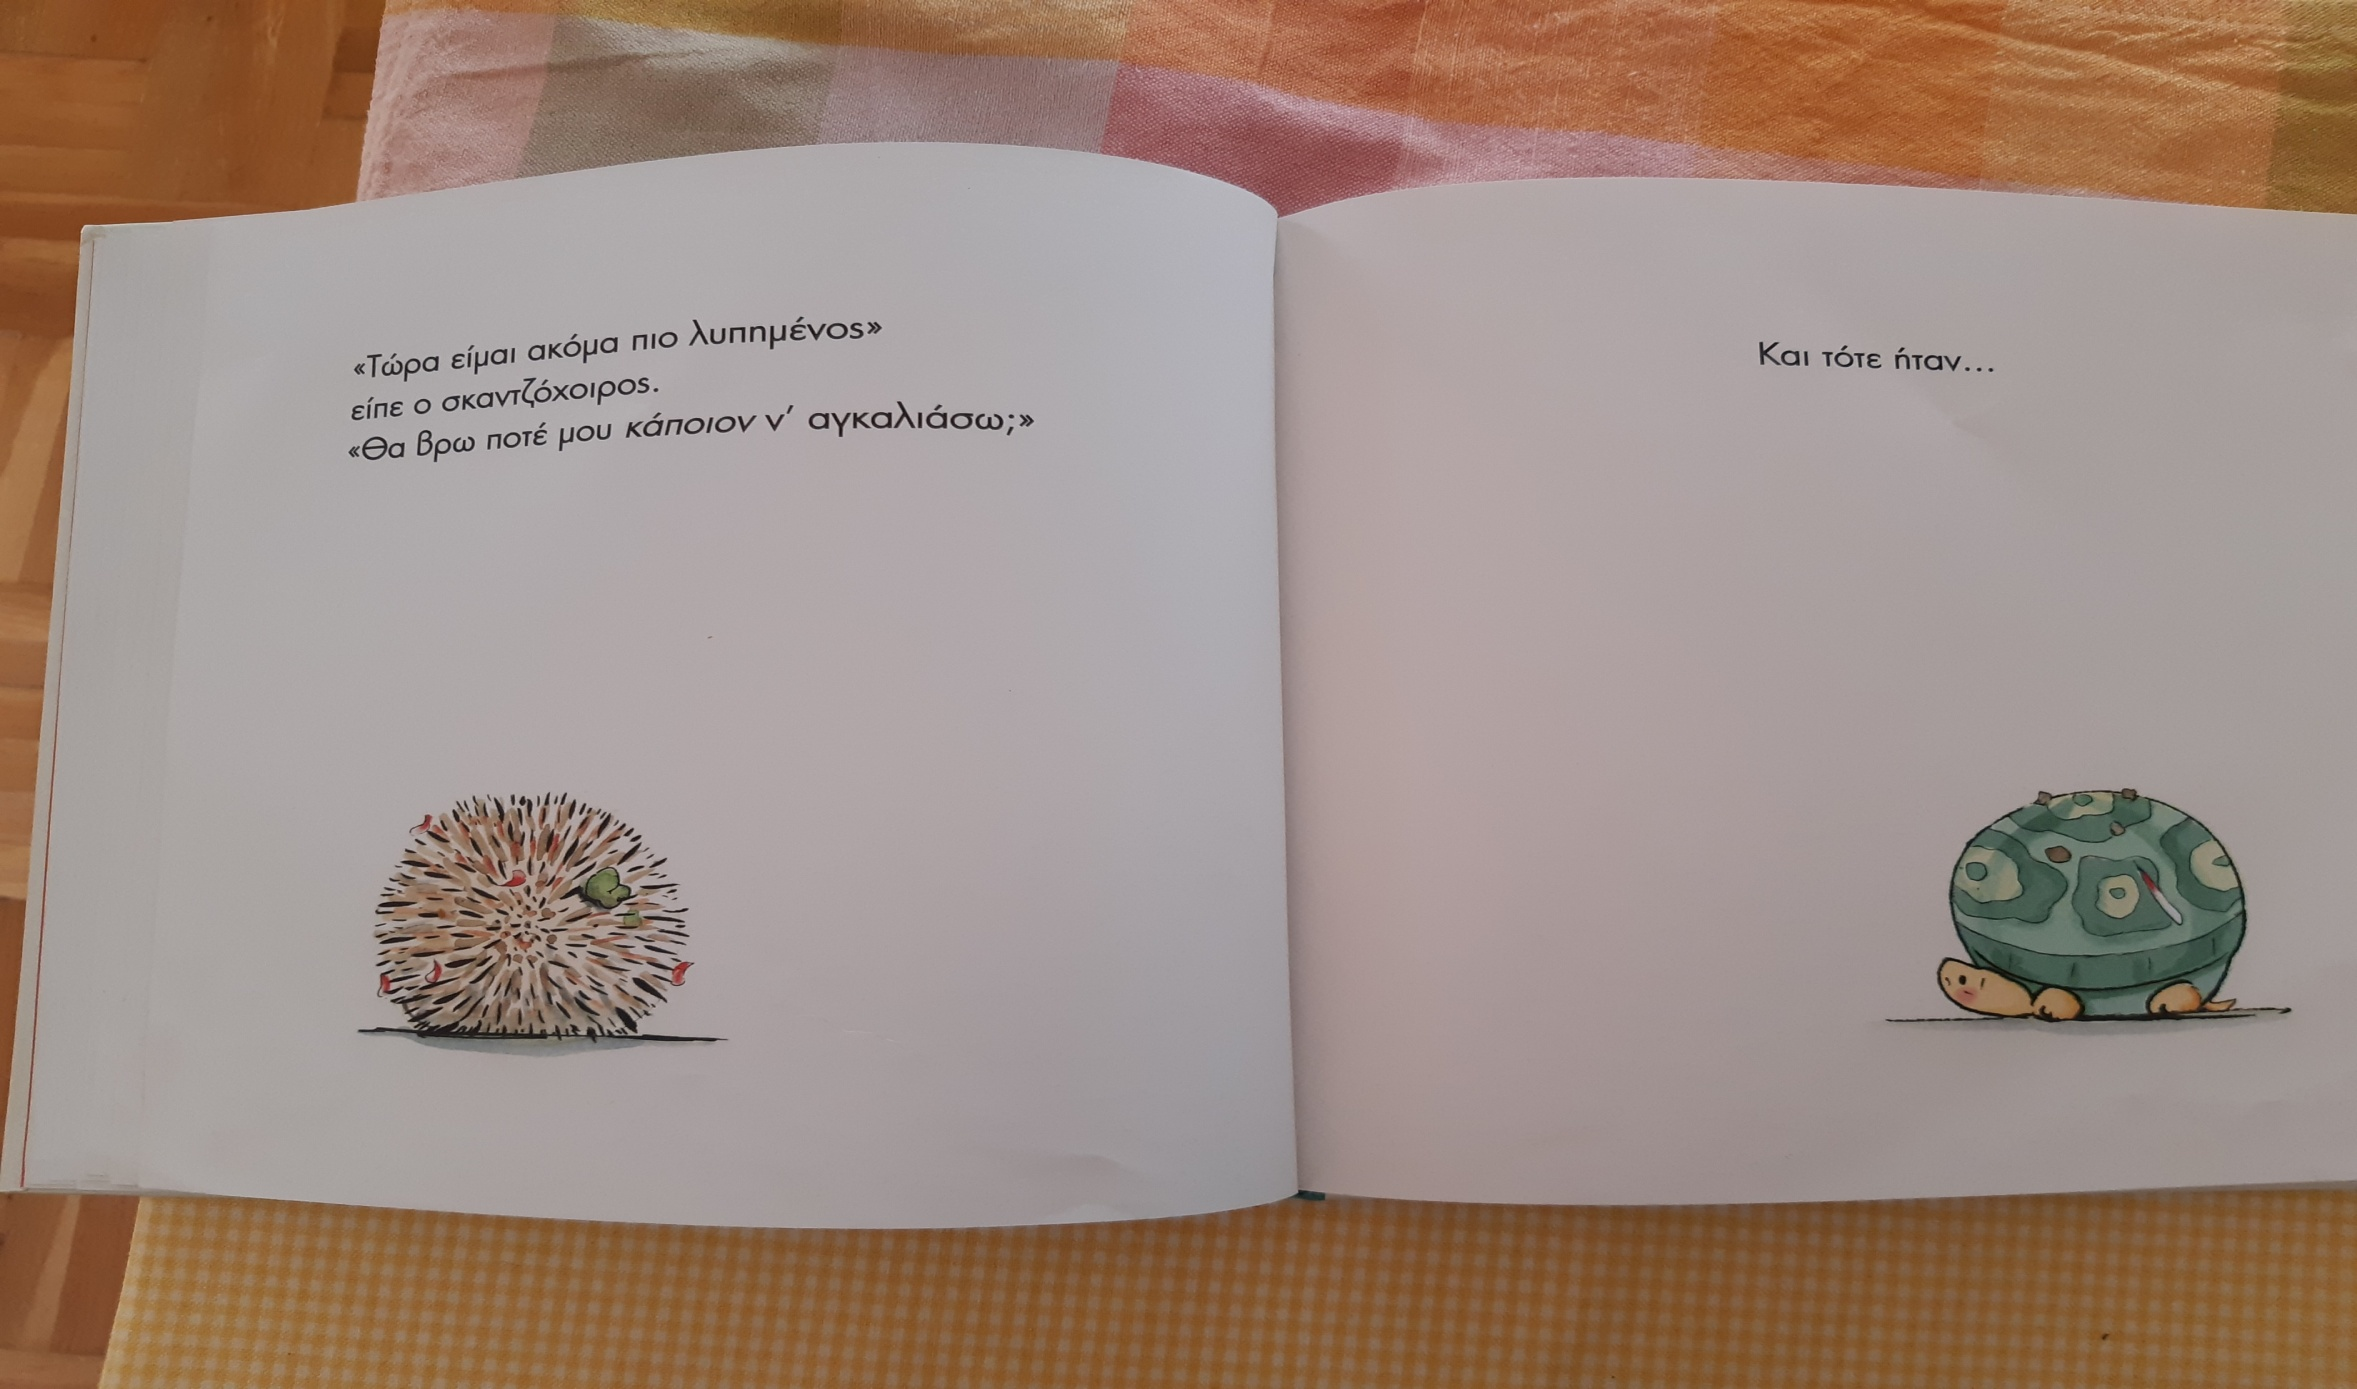 «Τώρα είμαι ακόμα πιο λυπημένος»
είπε ο σκαντζόχοιρος.
«Θα βρω ποτέ μου κάποιον ν’ αγκαλιάσω;»
Και τότε ήταν...